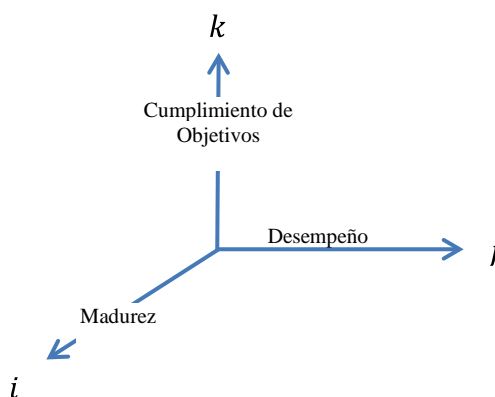 k
Cumplimiento de
Objetivos
Desempeño
Madurez
i